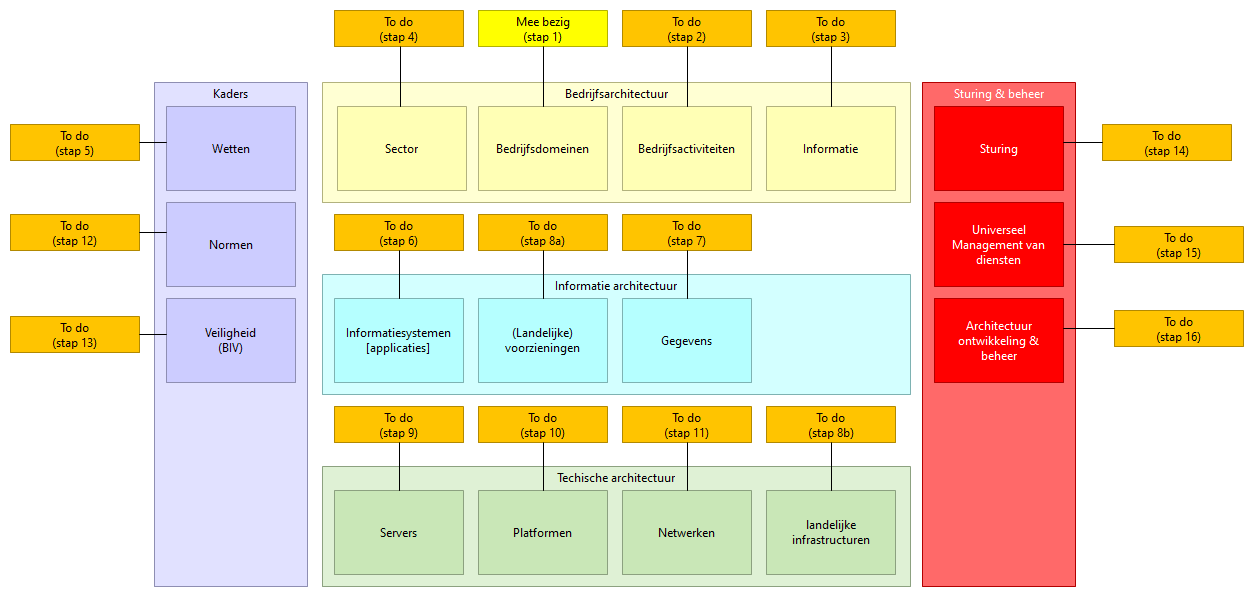 To do
(stap 4)
Mee bezig
(stap 1)
To do
(stap 2)
To do
(stap 3)
Kaders
Wetten
Normen
Veiligheid
(BIV)
To do
(stap 5)
To do
(stap 12)
To do
(stap 13)
Bedrijfsarchitectuur
Sector
Bedrijfsdomeinen
Bedrijfsactiviteiten
Informatie
To do
(stap 6)
To do
(stap 8a)
To do
(stap 7)
Informatie architectuur
Informatiesystemen
[applicaties]
(Landelijke)
voorzieningen
Gegevens
To do
(stap 9)
To do
(stap 10)
To do
(stap 11)
To do
(stap 8b)
Techische architectuur
Servers
Platformen
Netwerken
landelijke
infrastructuren
Sturing & beheer
Sturing
Universeel
Management van
diensten
Architectuur
ontwikkeling &
beheer
To do
(stap 14)
To do
(stap 15)
To do
(stap 16)